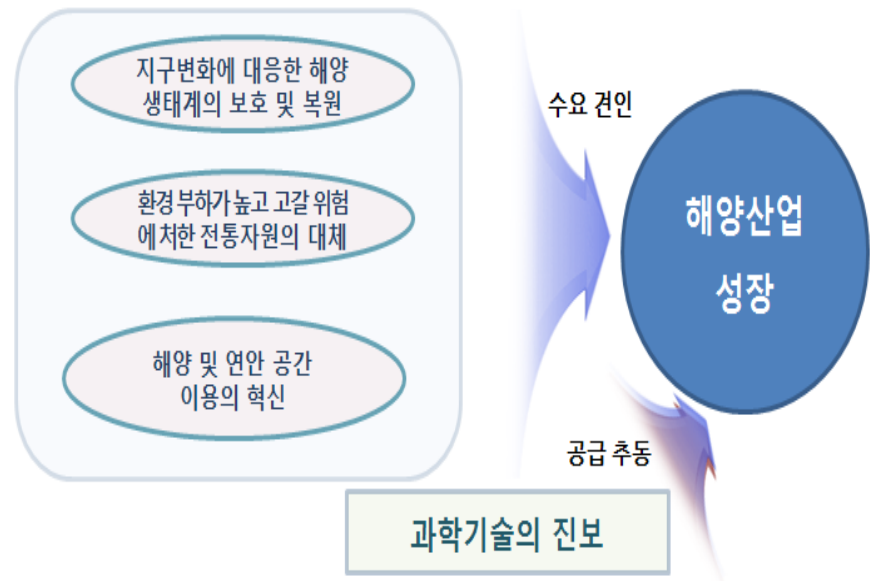 지구변화에 대응한 해양
생태계의 보호 및 복원
환경 부하가 높고 고갈 위험
에 처한 전통자원의 대체
해양 및 연안 공간
이용의 혁신
수요 견인
해양산업
성장
공급 추동
과학기술의 진보